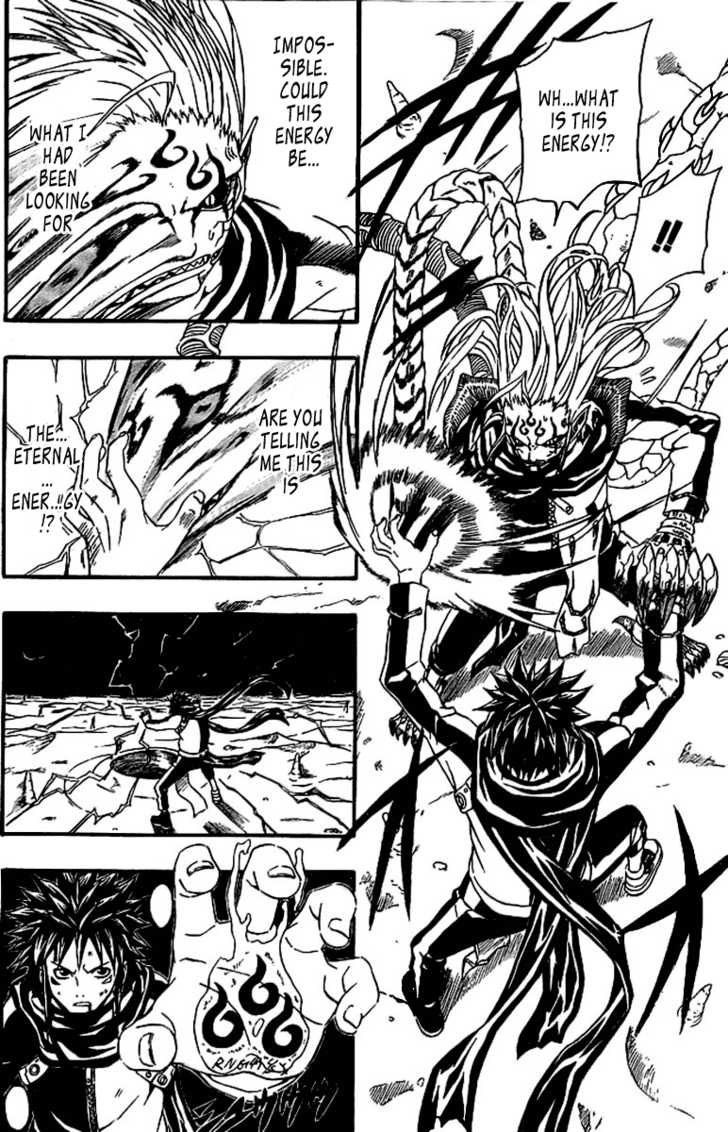 WH...WHAT
IS THIS
ENERGY!?
!!
IMPOS-
SIBLE.
COULD
THIS
ENERGY
BE...
WHAT I
HAD
BEEN
LOOKING
FOR
ARE YOU
TELLING
ME THIS
IS
THE...
ETERNAL
...
ENER..!!GY
!?